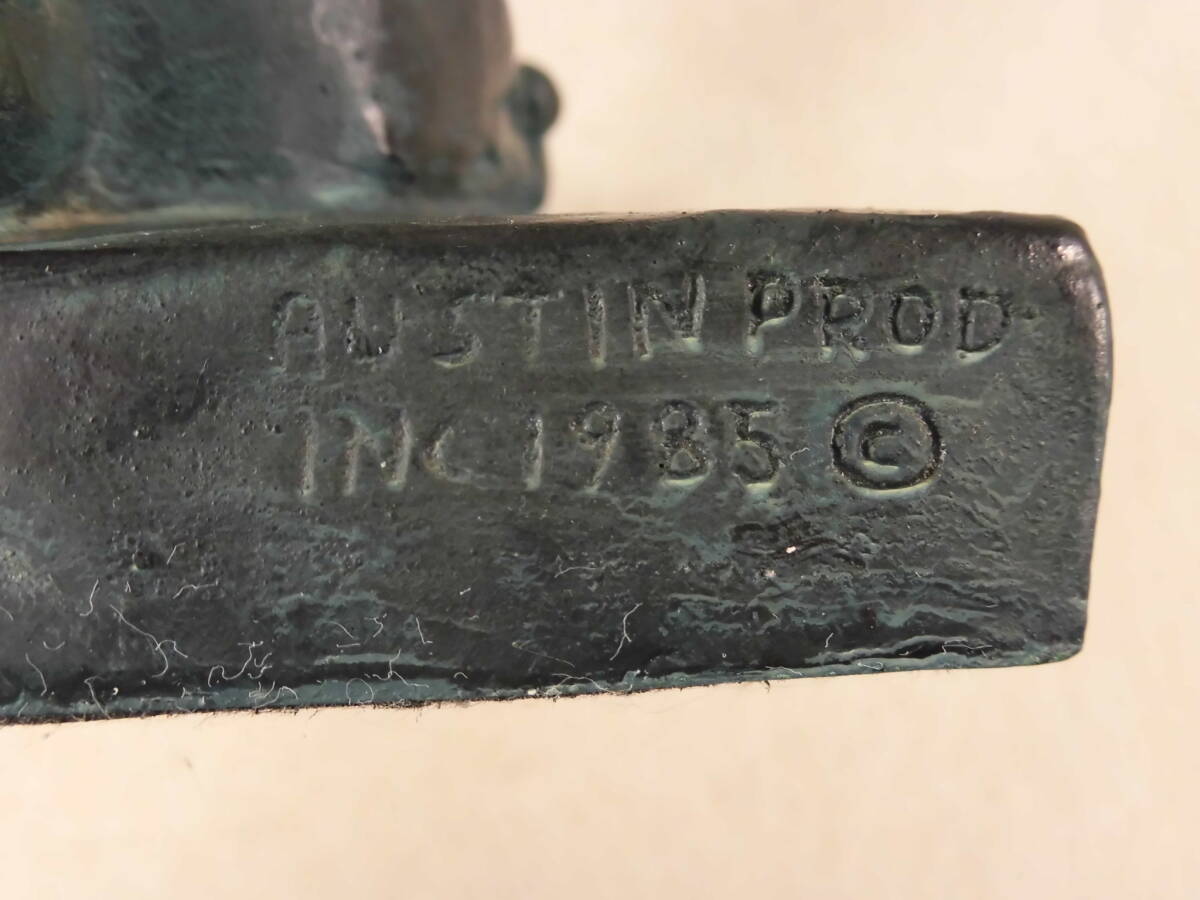 AUSTIN PROD
INC 1985 ©